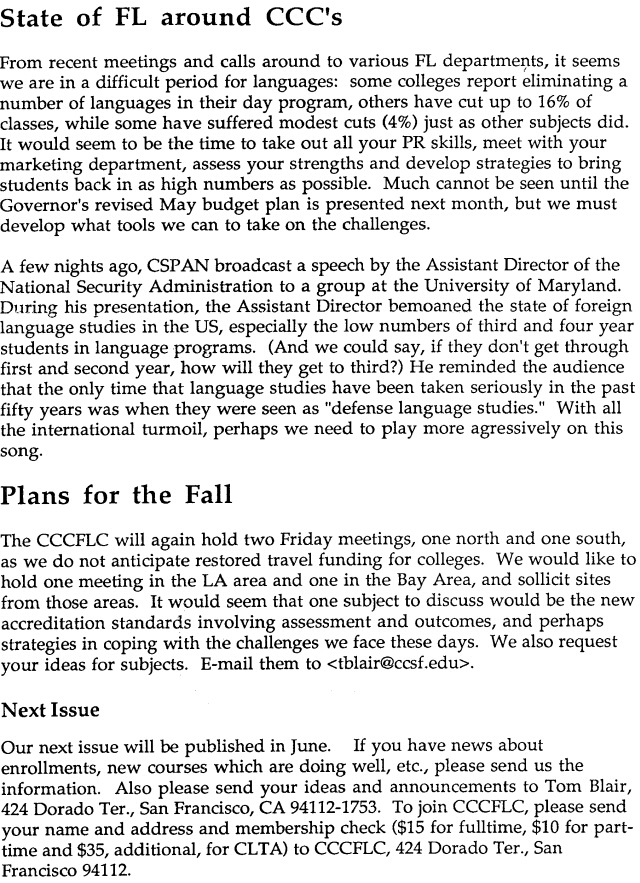 State of FL around CCC's
From recent meetings and calls around to various FL departments, it seems
we are in a difficult period for languages:  some colleges report eliminating a
number of languages in their day program, others have cut up to 16% of
classes, while some have suffered modest cuts (4%) just as other subjects did.
It would seem to be the time to take out all your PR skills, meet with your
marketing department, assess your strengths and develop strategies to bring
students back in as high numbers as possible.  Much cannot be seen until the
Governor's revised May budget plan is presented next month, but we must
develop what tools we can to take on the challenges.
A few nights ago, CSPAN broadcast a speech by the Assistant Director of the
National Security Administration to a group at the University of Maryland.
During his presentation, the Assistant Director bemoaned the state of foreign
language studies in the US, especially the low numbers of third and four year
students in language programs.  (And we could say, if they don't get through
first and second year, how will they get to third?) He reminded the audience
that the only time that language studies have been taken seriously in the past
fifty years was when they were seen as "defense language studies."  With all
the international turmoil, perhaps we need to play more agressively on this
song.
Plans for the Fall
The CCCFLC will again hold two Friday meetings, one north and one south,
as we do not anticipate restored travel funding for colleges.  We would like to
hold one meeting in the LA area and one in the Bay Area, and sollicit sites
from those areas.  It would seem that one subject to discuss would be the new
accreditation standards involving assessment and outcomes, and perhaps
strategies in coping with the challenges we face these days.  We also request
your ideas for subjects.  E-mail them to <tblair@ccsf.edu>.
Next Issue
Our next issue will be published in June.   If you have news about
enrollments, new courses which are doing well, etc., please send us the
information.  Also please send your ideas and announcements to Tom Blair,
424 Dorado Ter., San Francisco, CA 94112-1753.  To join CCCFLC, please send
your name and address and membership check ($15 for fulltime, $10 for part-
time and $35, additional, for CLTA) to CCCFLC, 424 Dorado Ter., San
Francisco 94112.